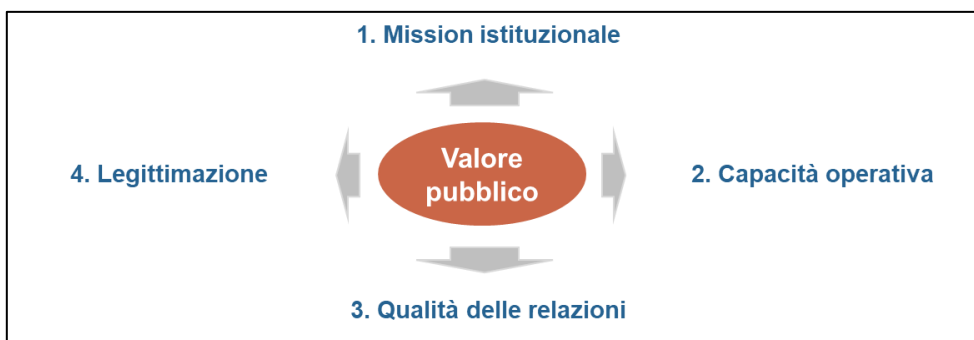 1. Mission istituzionale
4. Legittimazione
Valore
pubblico
2. Capacità operativa
3. Qualità delle relazioni